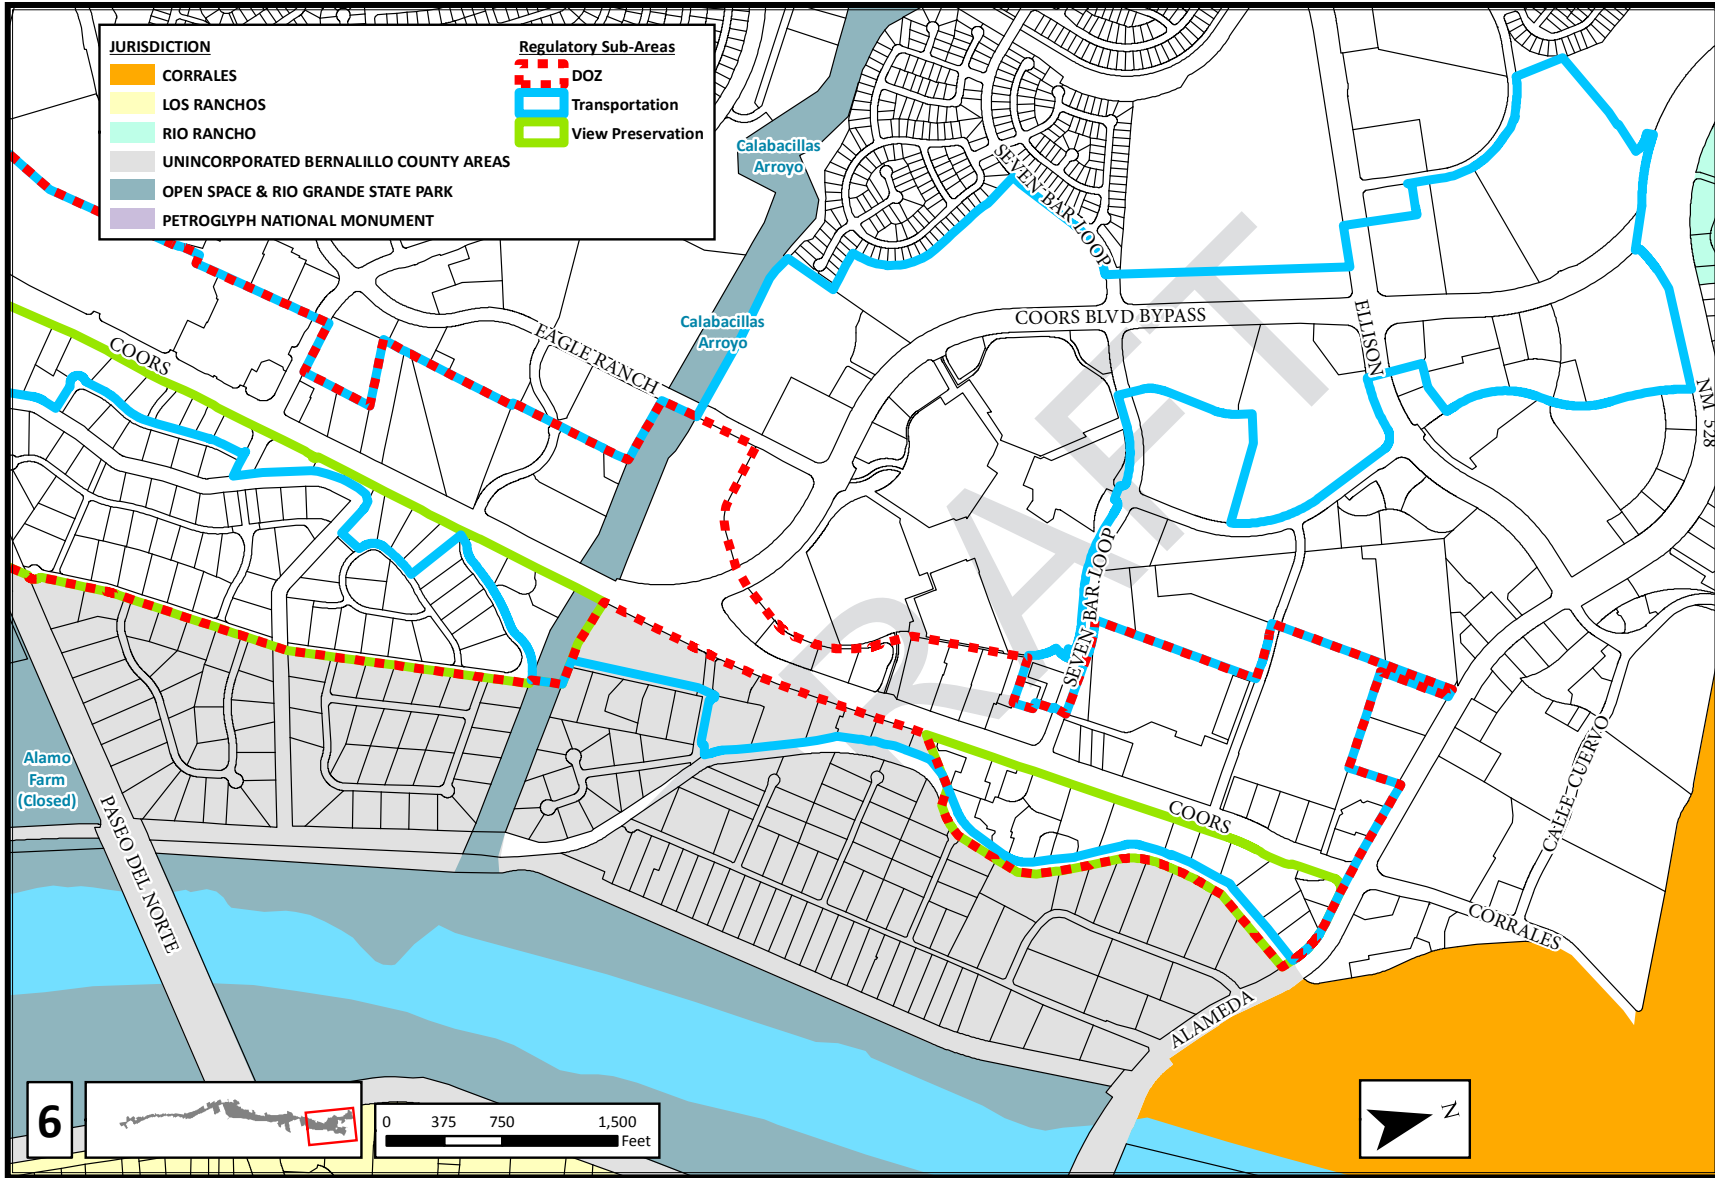 JURISDICTION
CORRALES
LOS RANCHOS
RIO RANCHO
UNINCORPORATED BERNALILLO COUNTY AREAS
OPEN SPACE & RIO GRANDE STATE PARK
PETROGLYPH NATIONAL MONUMENT
Regulatory Sub-Areas
DOZ
Transportation
View Preservation
Calabacillas
Arroyo
SEVEN BAR LOOP
Calabacillas
Arroyo
COORS BLVD BYPASS
ELLISON
EAGLE RANCH
COORS
NM 528
DRAFT
SEVEN BAR LOOP
COORS
CALLE CUERVO
CORRALES
ALAMEDA
Alamo
Farm
(Closed)
PASEO DEL NORTE
6
0 375 750 1,500
Feet
N